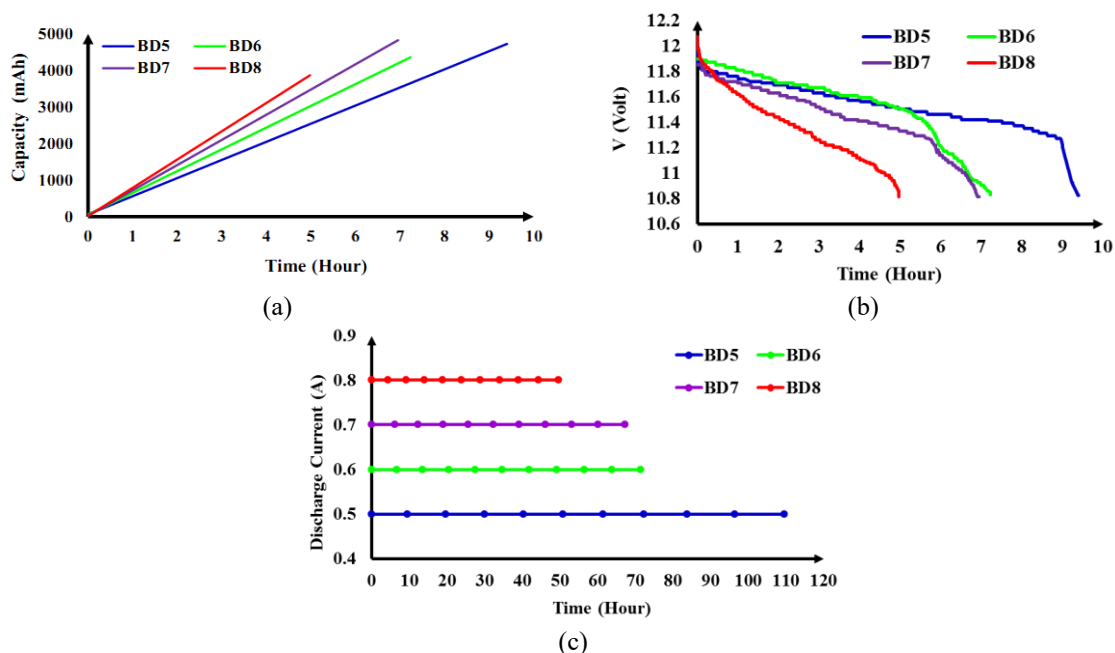 5000
4000
3000
2000
1000
0
Capacity (mAh)
BD5 BD6
BD7 BD8
0 1 2 3 4 5 6 7 8 9 10
Time (Hour)
(a)
12.2
12
11.8
11.4
11.2
10.8
10.6
V (Volt)
BD5 BD6
BD7 BD8
0 1 2 3 4 5 6 7 8 9 10
Time (Hour)
(b)
0.9
0.8
0.7
0.6
0.5
0.4
Discharge Current (A)
BD5 BD6
BD7 BD8
0 10 20 30 40 50 60 70 80 90 100 110 120
Time (Hour)
(c)